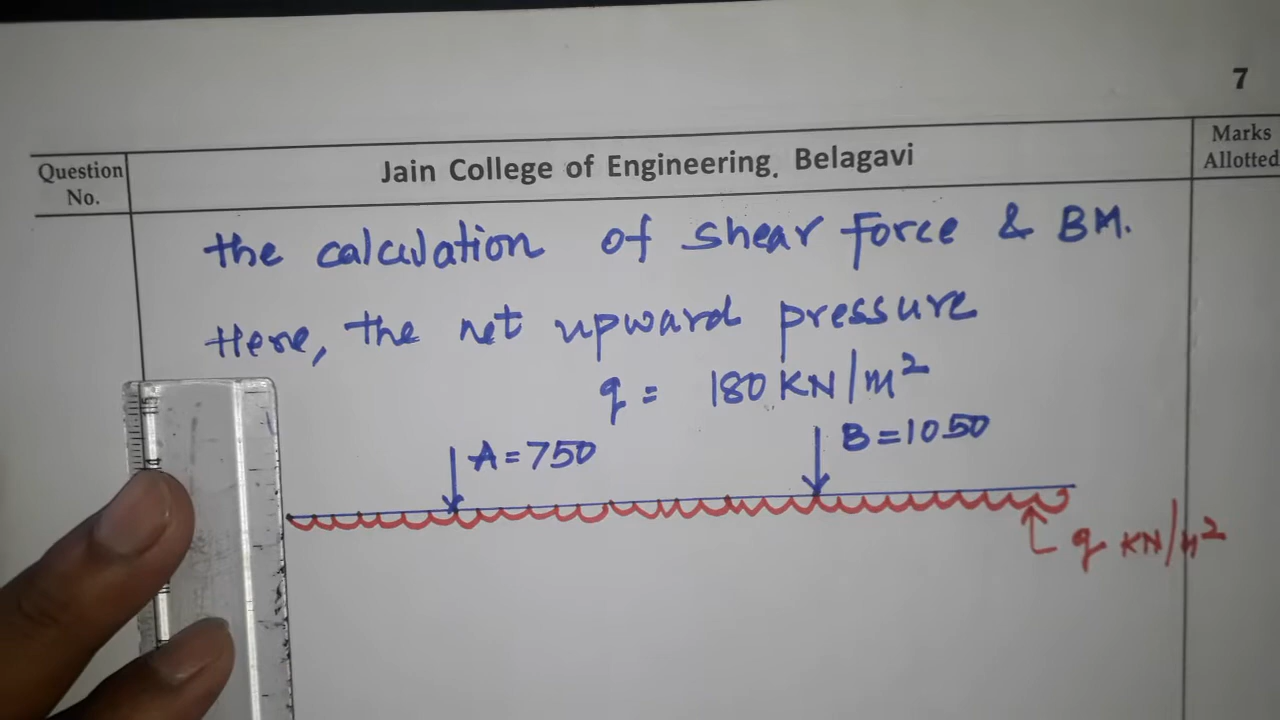 7
Question No.
Jain College of Engineering, Belagavi
Marks Allotted
the calculation of shear force & BM.
Here, the net upward pressure
q = 180 KN/m²
A=750
B=1050
q KN/m²